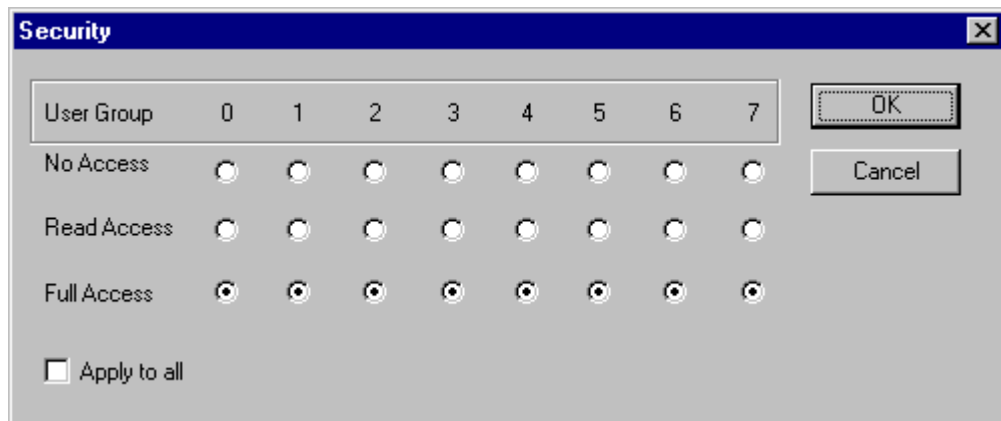 Security
User Group 0 1 2 3 4 5 6 7
OK
No Access
Cancel
Read Access
Full Access
Apply to all